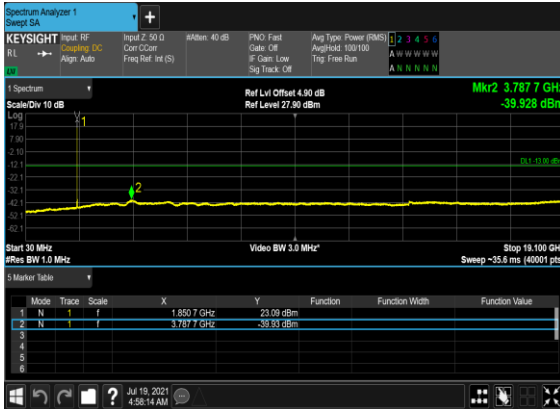 Spectrum Analyzer 1
Swept SA
+
KEYSIGHT Input: RF Input Z: 50 Ω #Atten: 40 dB PNO: Fast Avg Type: Power (RMS) 1 2 3 4 5 6
RL Coupling: DC Corr CCorr Gate: Off Avg|Hold: 100/100 A W W W W W
Align: Auto Freq Ref: Int (S) IF Gain: Low Trig: Free Run
Sig Track: Off A N N N N N
1 Spectrum
Scale/Div 10 dB
Ref Lvl Offset 4.90 dB
Ref Level 27.90 dBm
Mkr2 3.787 7 GHz
-39.928 dBm
Log
17.9
7.90
-2.10
-12.1
-22.1
-32.1
-42.1
-52.1
-62.1
1
DL1 -13.00 dBm
2
Start 30 MHz Video BW 3.0 MHz* Stop 19.100 GHz
#Res BW 1.0 MHz Sweep ~35.6 ms (40001 pts)
5 Marker Table
Mode Trace Scale X Y Function Function Width Function Value
1 N 1 f 1.850 7 GHz 23.09 dBm
2 N 1 f 3.787 7 GHz -39.93 dBm
3
4
5
6
? Jul 19, 2021
4:58:14 AM